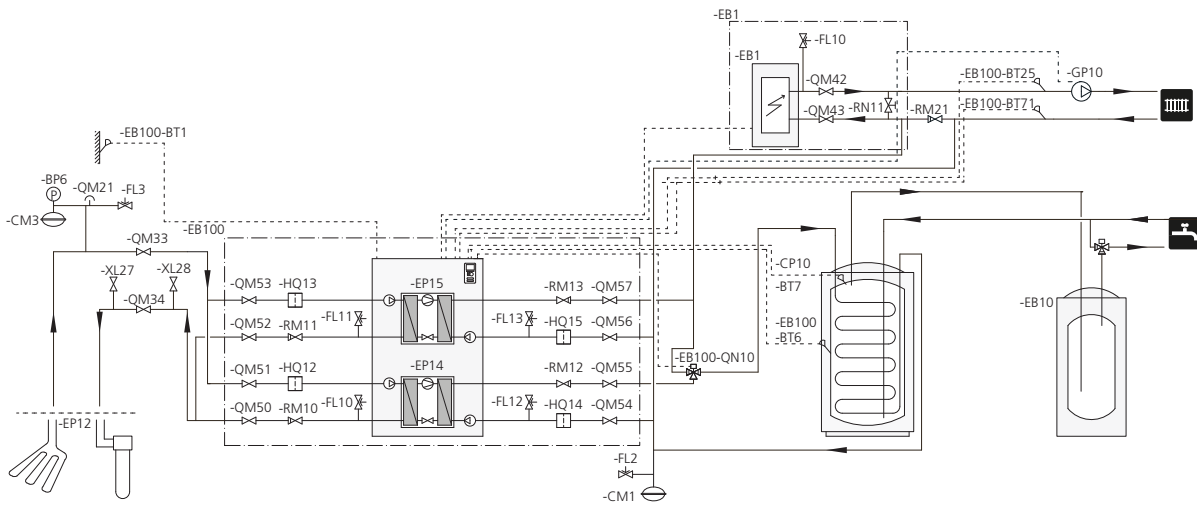 -EB1
-FL10
-EB1
-QM42
-EB100-BT25
-GP10
-QM43
-RN11
-RM21
-EB100-BT71
-EB100-BT1
-BP6
P
-QM21
-FL3
-CM3
-QM33
-EB100
-XL27
-XL28
-QM34
-QM53
-HQ13
-EP15
-RM13
-QM57
-QM52
-RM11
-FL11
-FL13
-HQ15
-QM56
-QM51
-HQ12
-EP14
-RM12
-QM55
-QM50
-RM10
-FL10
-FL12
-HQ14
-QM54
-EB100-QN10
-CP10
-BT7
-EB100
-BT6
-EB10
-EP12
-FL2
-CM1